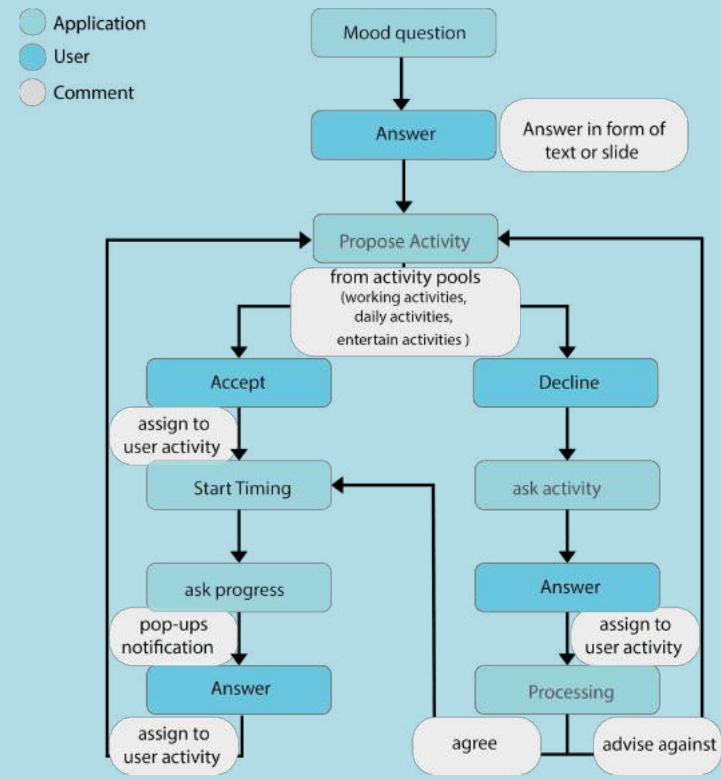 Application
User
Comment
Mood question
Answer
Answer in form of
text or slide
Propose Activity
from activity pools
(working activities,
daily activities,
entertain activities )
Accept
Decline
assign to
user activity
Start Timing
ask activity
ask progress
Answer
pop-ups
notification
assign to
user activity
Answer
Processing
assign to
user activity
agree
advise against